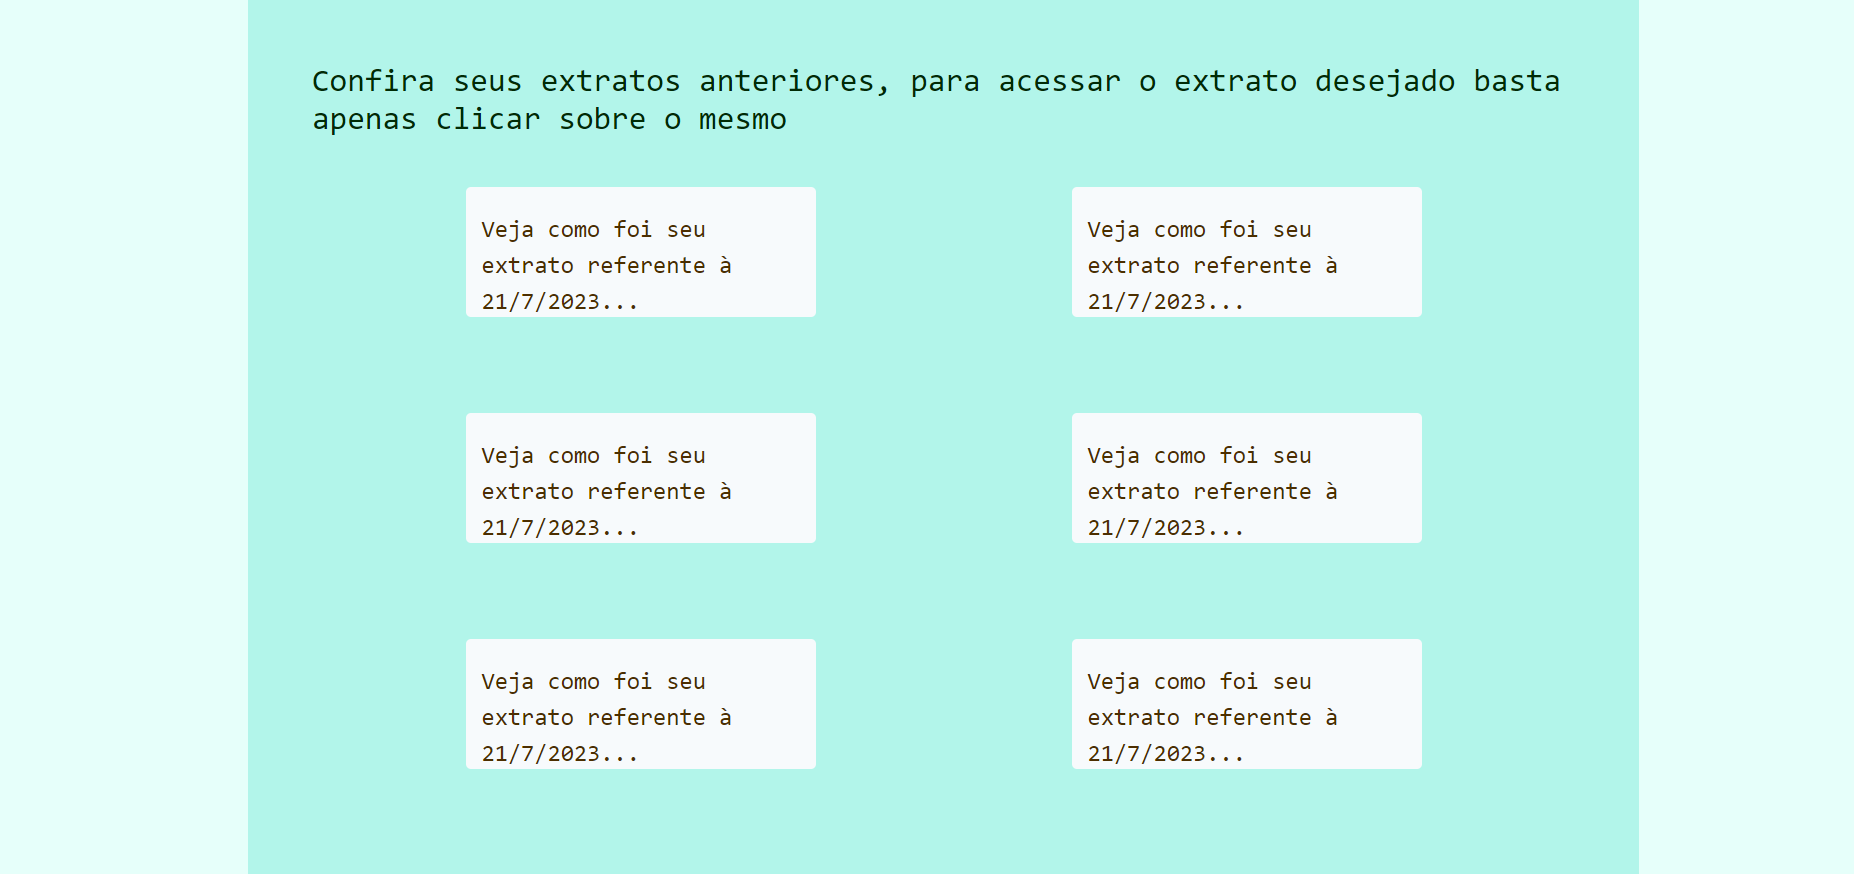 Confira seus extratos anteriores, para acessar o extrato desejado basta
apenas clicar sobre o mesmo
Veja como foi seu
extrato referente à
21/7/2023...
Veja como foi seu
extrato referente à
21/7/2023...
Veja como foi seu
extrato referente à
21/7/2023...
Veja como foi seu
extrato referente à
21/7/2023...
Veja como foi seu
extrato referente à
21/7/2023...
Veja como foi seu
extrato referente à
21/7/2023...